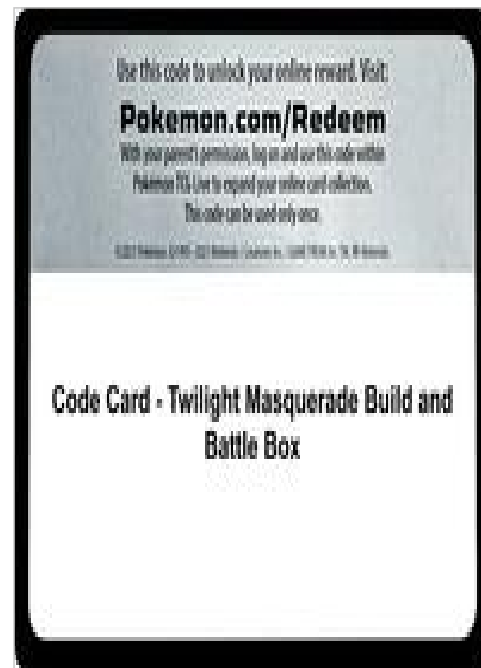 Use this code to unlock your online reward. Visit
Pokemon.com/Redeem
With your parent's permission, log on and use this code within
Pokémon TCG Live to expand your online card collection.
This code can be used only once.
Code Card - Twilight Masquerade Build and
Battle Box